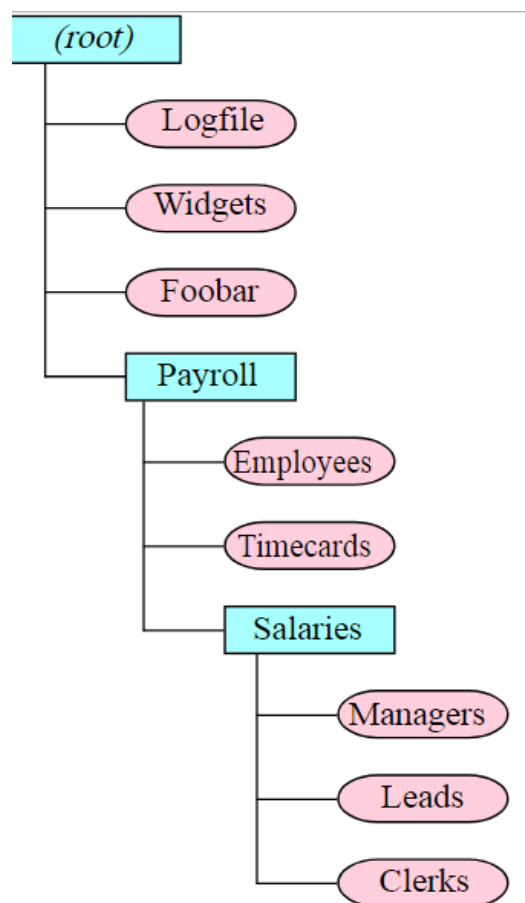 (root)
Logfile
Widgets
Foobar
Payroll
Employees
Timecards
Salaries
Managers
Leads
Clerks